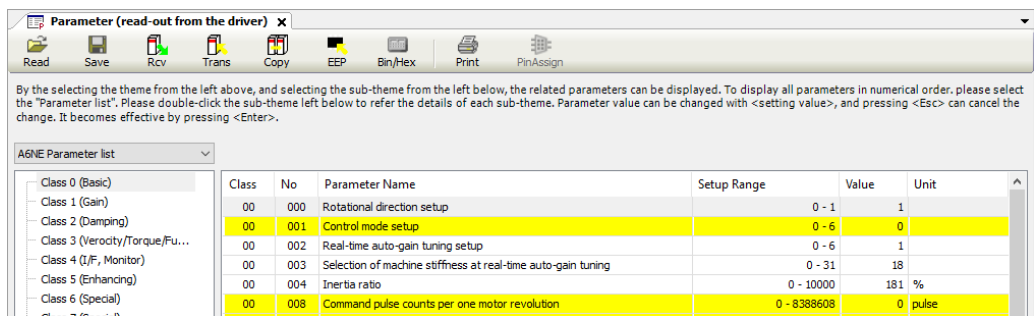 Parameter (read-out from the driver) x
Read Save Rcv Trans Copy EEP Bin/Hex Print PinAssign
By the selecting the theme from the left above, and selecting the sub-theme from the left below, the related parameters can be displayed. To display all parameters in numerical order. please select
the "Parameter list". Please double-click the sub-theme left below to refer the details of each sub-theme. Parameter value can be changed with <setting value>, and pressing <Esc> can cancel the
change. It becomes effective by pressing <Enter>.
A6NE Parameter list
Class 0 (Basic)
Class 1 (Gain)
Class 2 (Damping)
Class 3 (Verocity/Torque/Fu...
Class 4 (I/F, Monitor)
Class 5 (Enhancing)
Class 6 (Special)
Class No Parameter Name Setup Range Value Unit
00 000 Rotational direction setup 0 - 1 1
00 001 Control mode setup 0 - 6 0
00 002 Real-time auto-gain tuning setup 0 - 6 1
00 003 Selection of machine stiffness at real-time auto-gain tuning 0 - 31 18
00 004 Inertia ratio 0 - 10000 181 %
00 008 Command pulse counts per one motor revolution 0 - 8388608 0 pulse